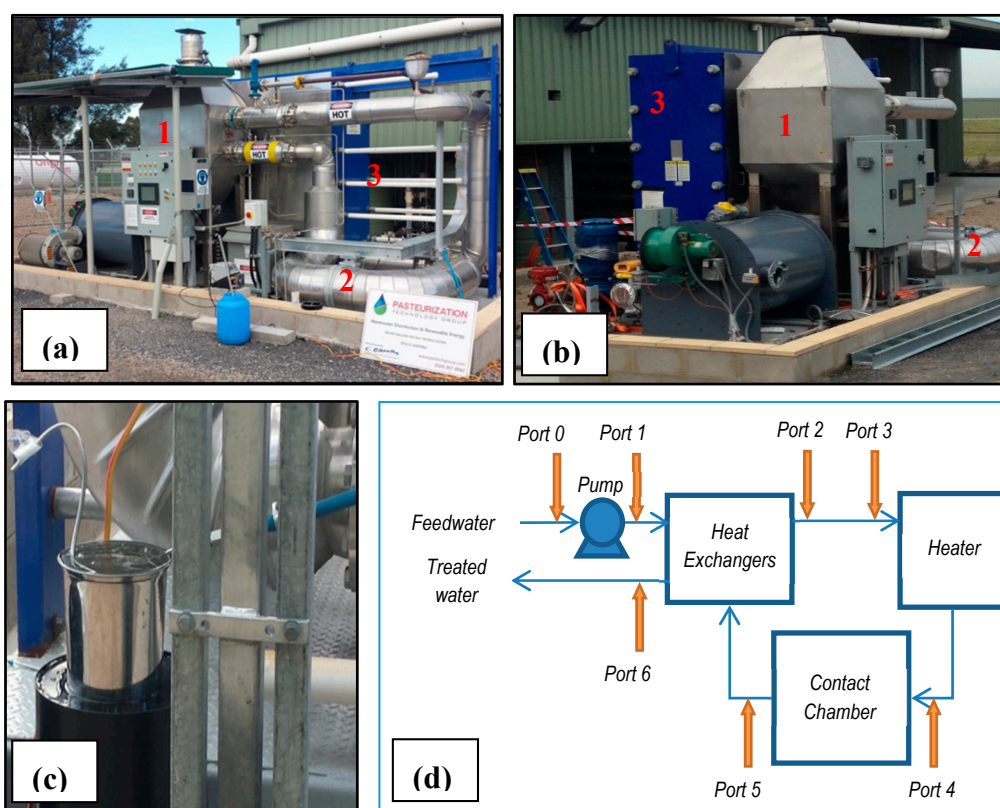 1
HOT
HOT
3
2
PASTEURIZATION
TECHNOLOGY GROUP
(a)
3
1
2
(b)
(c)
Port 0
Port 1
Port 2
Port 3
Pump
Feedwater
Heat
Exchangers
Heater
Treated
water
Port 6
Contact
Chamber
Port 5
Port 4
(d)